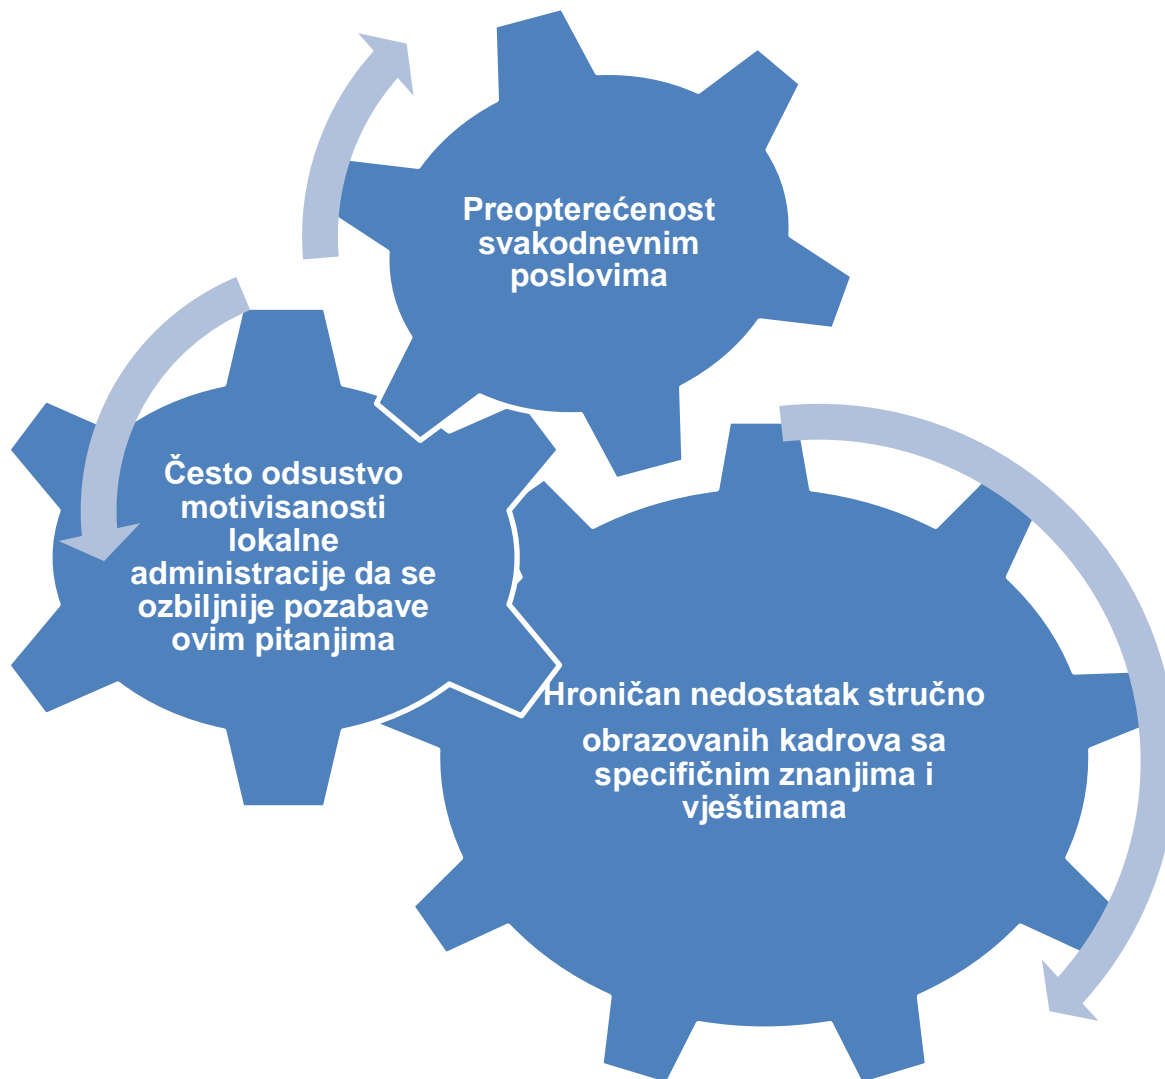 Preopterećenost
svakodnevnim
poslovima
Često odsustvo
motivisanosti
lokalne
administracije da se
ozbiljnije pozabave
ovim pitanjima
Hroničan nedostatak stručno
obrazovanih kadrova sa
specifičnim znanjima i
vještinama